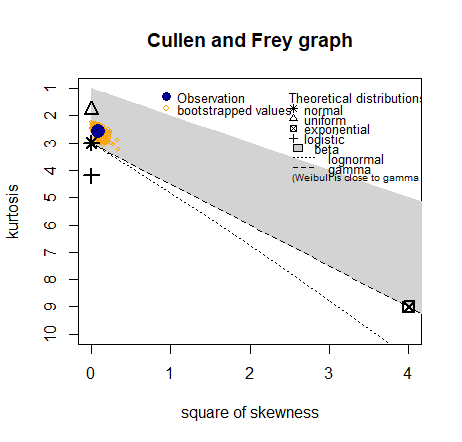 Cullen and Frey graph
Observation
bootstrapped values
Theoretical distributions
normal
uniform
exponential
logistic
beta
lognormal
gamma
(Weibull is close to gamma
kurtosis
1
2
3
4
5
6
7
8
9
10
0 1 2 3 4
square of skewness